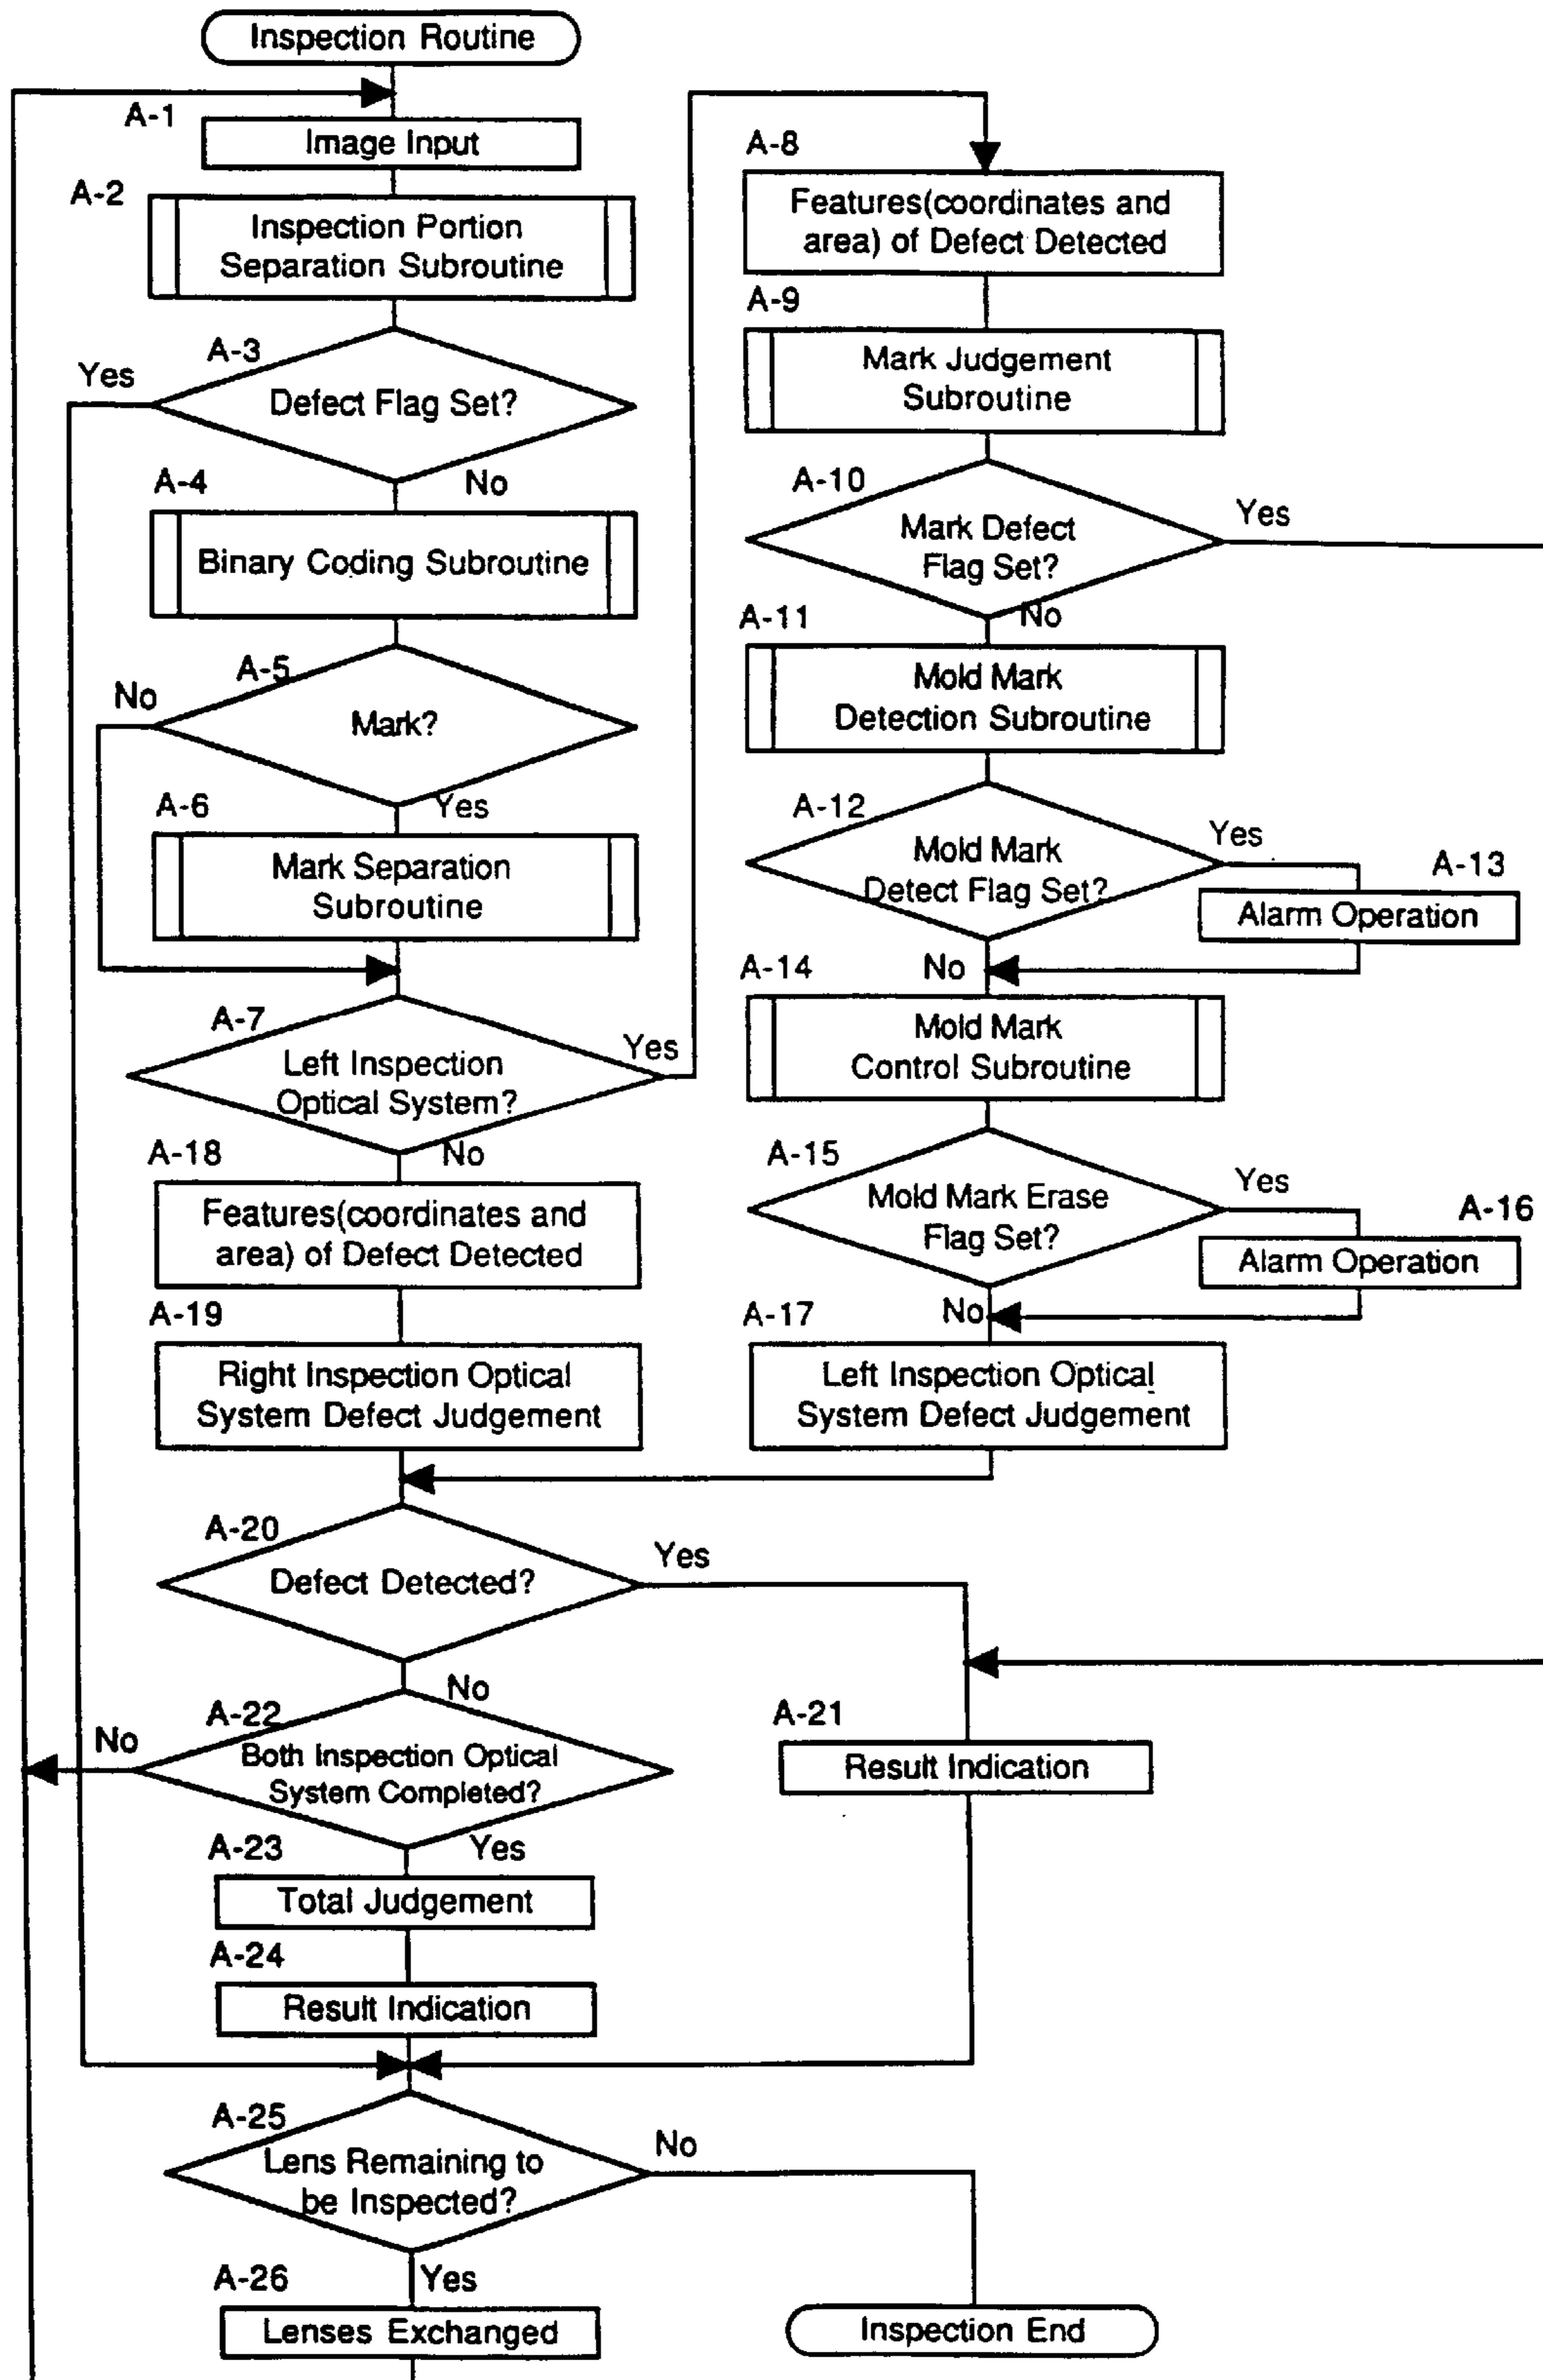 Inspection Routine
A-1
Image Input
A-2
Inspection Portion
Separation Subroutine
A-3
Yes
Defect Flag Set?
No
A-4
Binary Coding Subroutine
A-5
No
Mark?
Yes
A-6
Mark Separation
Subroutine
A-7
Yes
Left Inspection
Optical System?
No
A-8
Features(coordinates and
area) of Defect Detected
A-9
Mark Judgement
Subroutine
A-10
Yes
Mark Defect
Flag Set?
No
A-11
Mold Mark
Detection Subroutine
A-12
Yes
Mold Mark
Detect Flag Set?
A-13
Alarm Operation
No
A-14
Mold Mark
Control Subroutine
A-15
Yes
Mold Mark Erase
Flag Set?
A-16
Alarm Operation
No
A-17
Left Inspection Optical
System Defect Judgement
A-18
Features(coordinates and
area) of Defect Detected
A-19
Right Inspection Optical
System Defect Judgement
A-20
Yes
Defect Detected?
No
A-21
Result Indication
A-22
No
Both Inspection Optical
System Completed?
Yes
A-23
Total Judgement
A-24
Result Indication
A-25
No
Lens Remaining to
be Inspected?
Yes
A-26
Lenses Exchanged
Inspection End